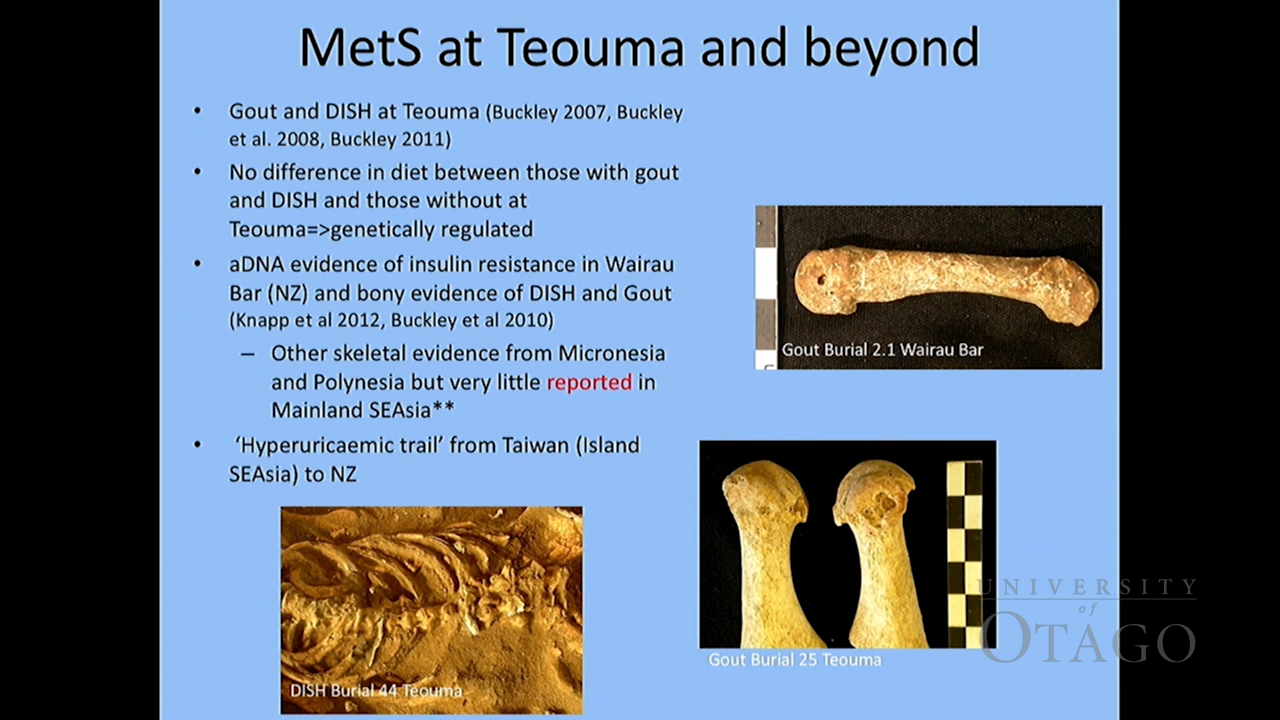 MetS at Teouma and beyond
• Gout and DISH at Teouma (Buckley 2007, Buckley
et al. 2008, Buckley 2011)
• No difference in diet between those with gout
and DISH and those without at
Teouma=>genetically regulated
• aDNA evidence of insulin resistance in Wairau
Bar (NZ) and bony evidence of DISH and Gout
(Knapp et al 2012, Buckley et al 2010)
– Other skeletal evidence from Micronesia
and Polynesia but very little reported in
Mainland SEAsia**
• ‘Hyperuricaemic trail’ from Taiwan (Island
SEAsia) to NZ
Gout Burial 2.1 Wairau Bar
Gout Burial 25 Teouma
DISH Burial 44 Teouma
UNIVERSITY
of
OTAGO